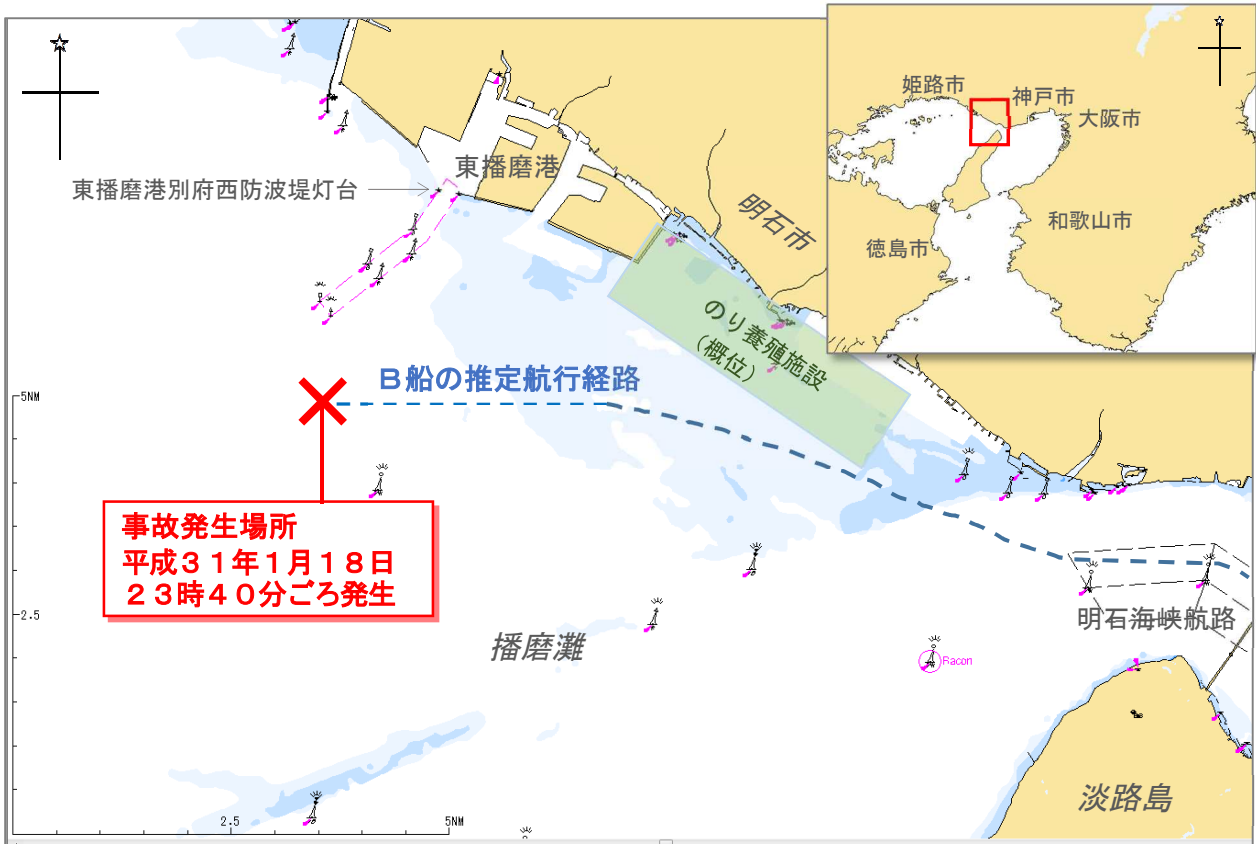 姫路市
神戸市
大阪市
和歌山市
徳島市
東播磨港
東播磨港別府西防波堤灯台
明石市
のり養殖施設
(概位)
B船の推定航行経路
5NM
事故発生場所
平成31年1月18日
23時40分ごろ発生
2.5
明石海峡航路
播磨灘
Racon
淡路島
2.5
5NM